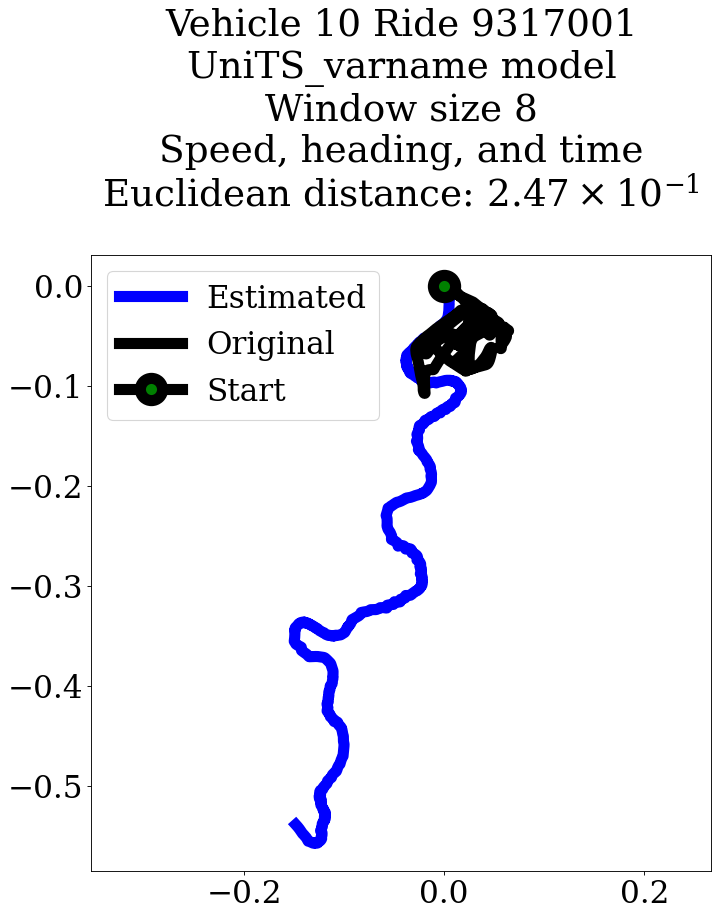 Vehicle 10 Ride 9317001
UniTS_varname model
Window size 8
Speed, heading, and time
Euclidean distance: 2.47 × 10⁻¹
Estimated
Original
Start
0.0
−0.1
−0.2
−0.3
−0.4
−0.5
−0.2 0.0 0.2